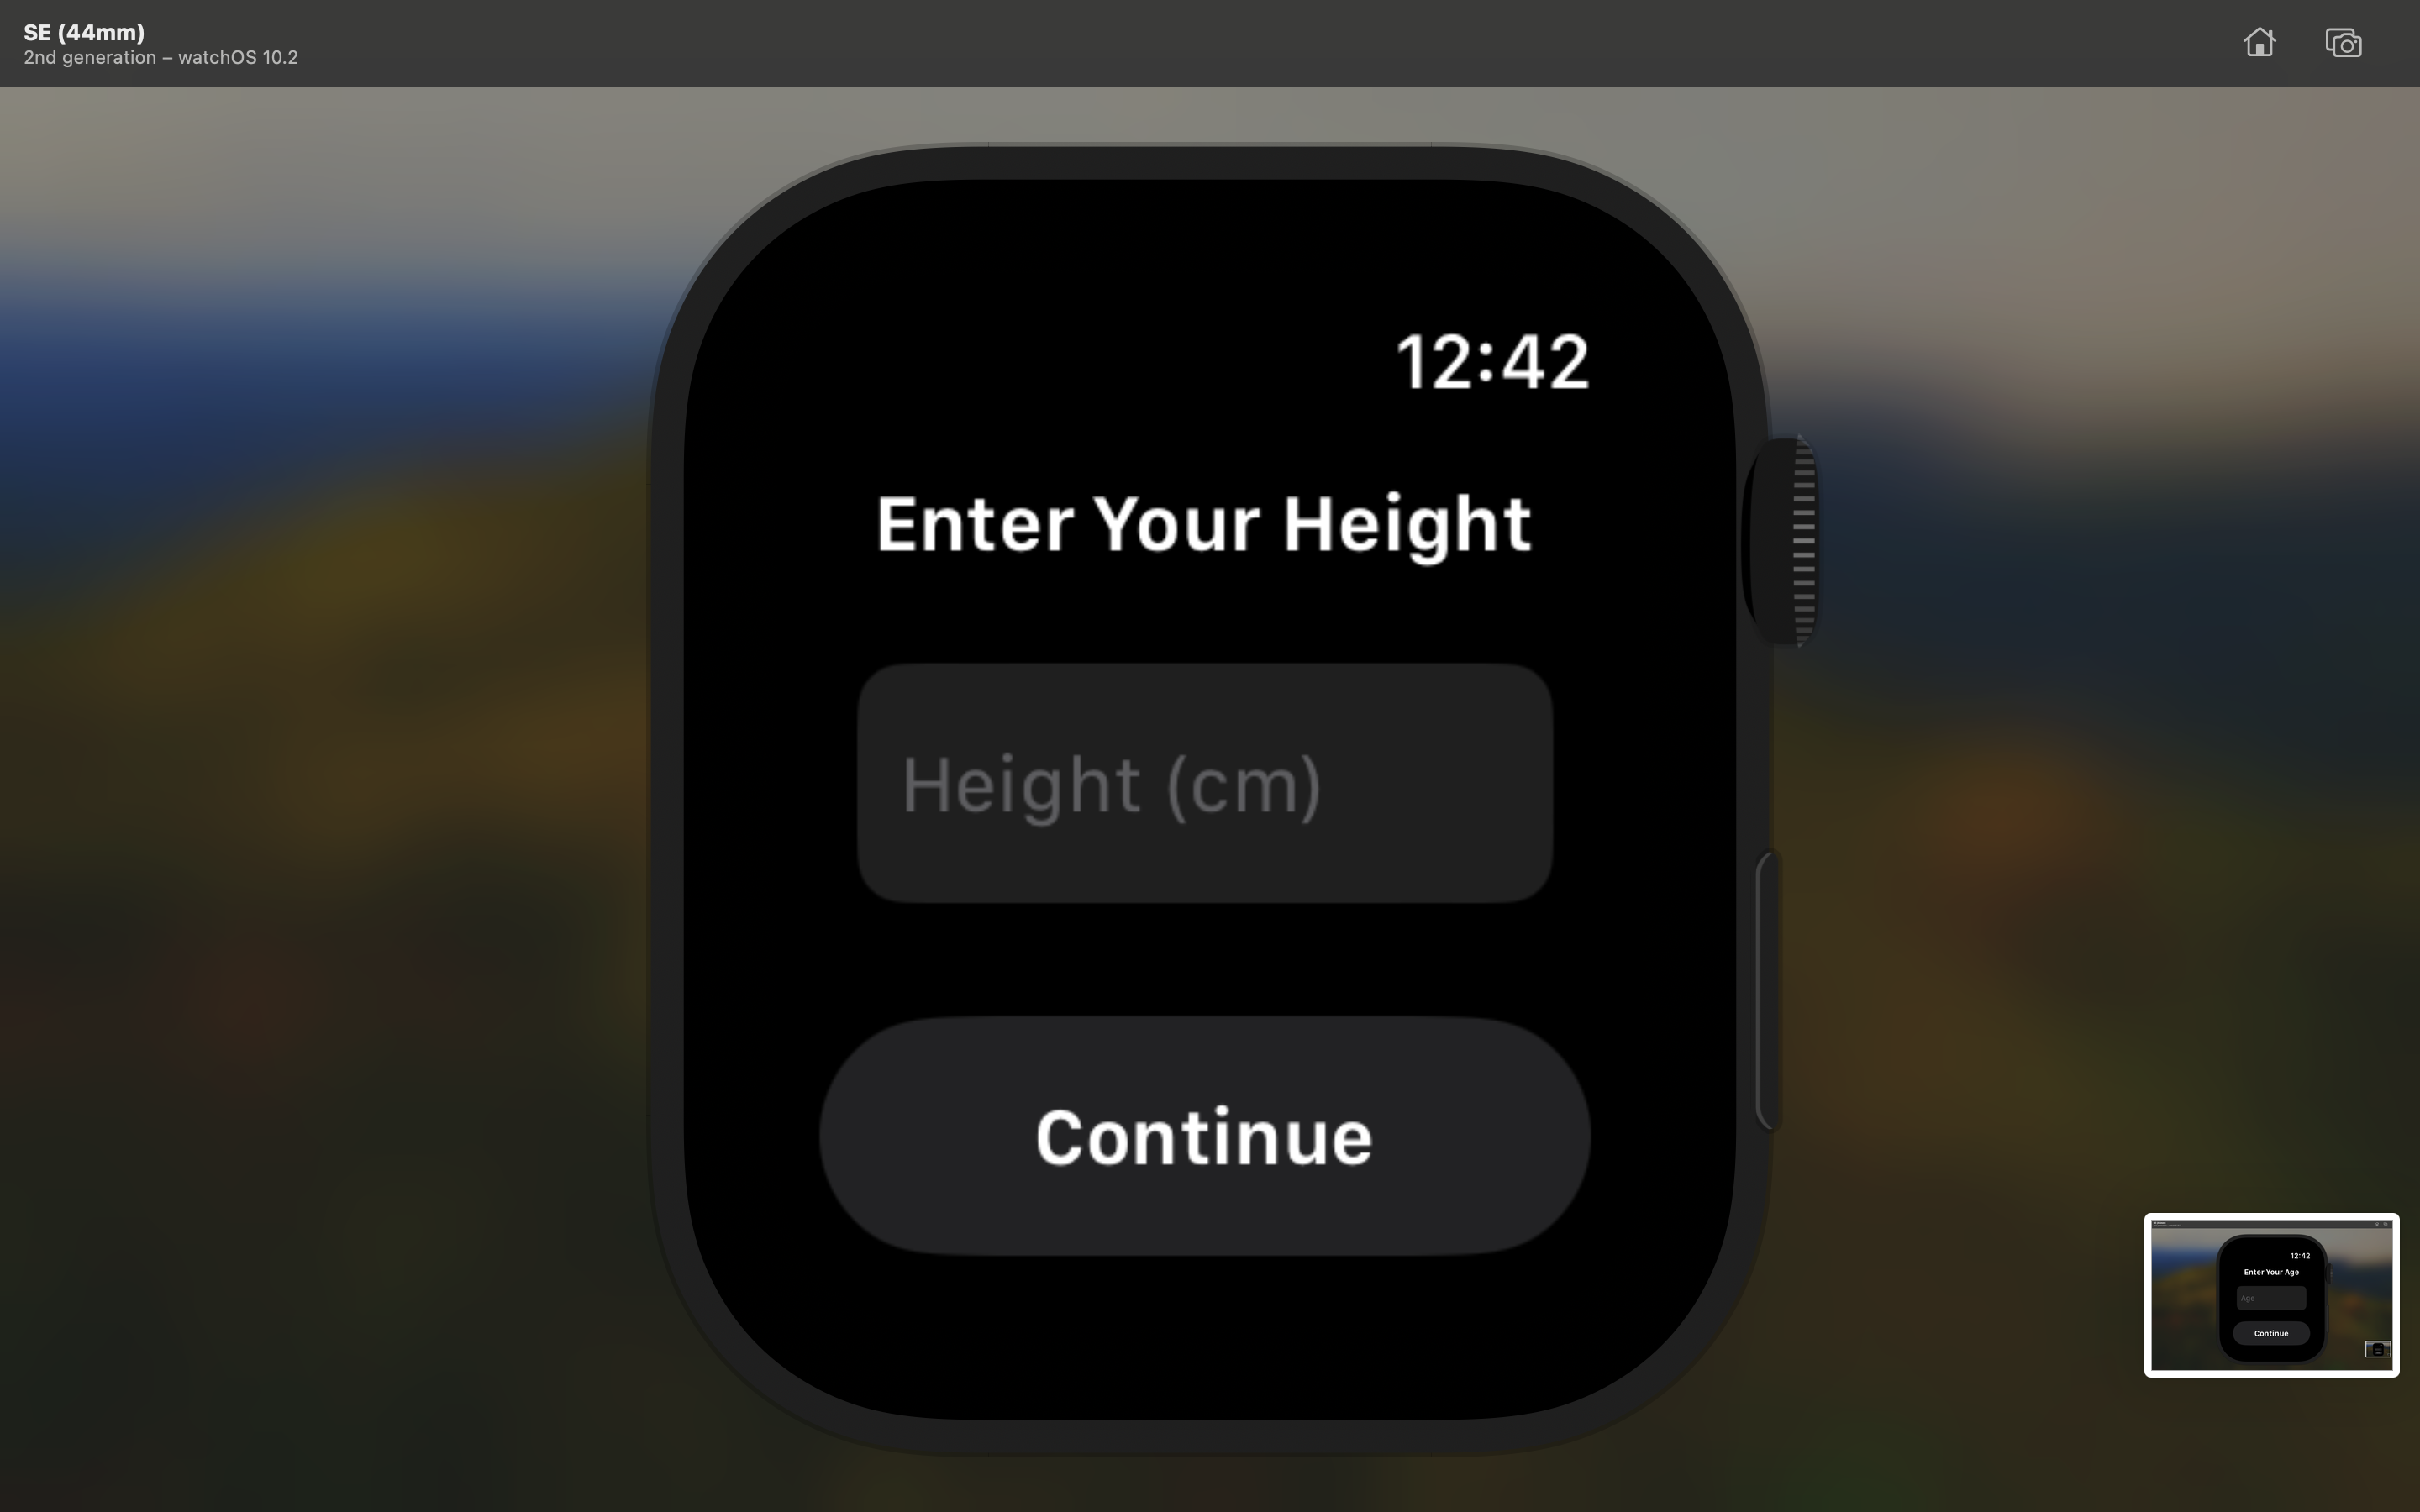 SE (44mm)
2nd generation – watchOS 10.2
12:42
Enter Your Height
Height (cm)
Continue
12:42
Enter Your Age
Age
Continue